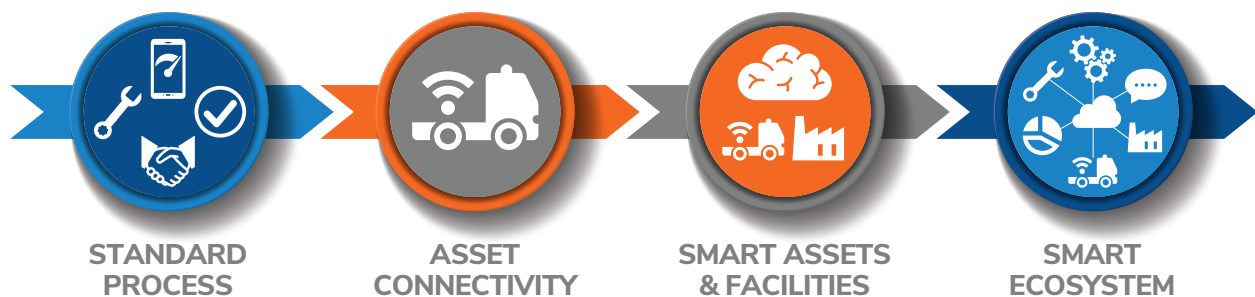 STANDARD
PROCESS
ASSET
CONNECTIVITY
SMART ASSETS
& FACILITIES
SMART
ECOSYSTEM